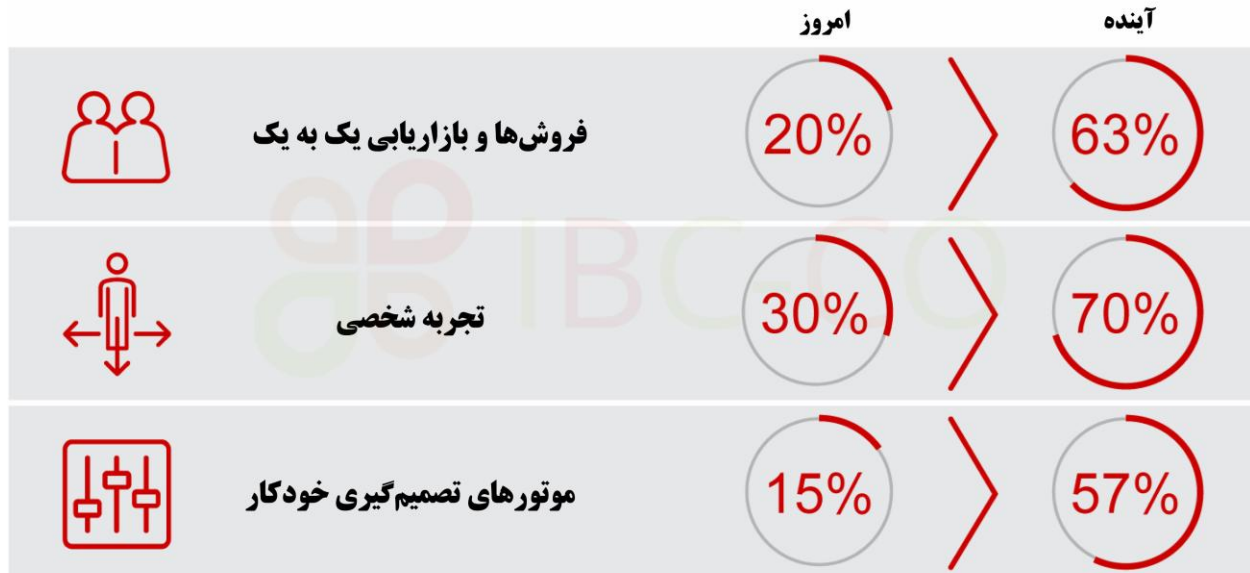 امروز
آینده
فروش‌ها و بازاریابی یک به یک
20%
63%
IBC-CO
تجربه شخصی
30%
70%
موتورهای تصمیم‌گیری خودکار
15%
57%